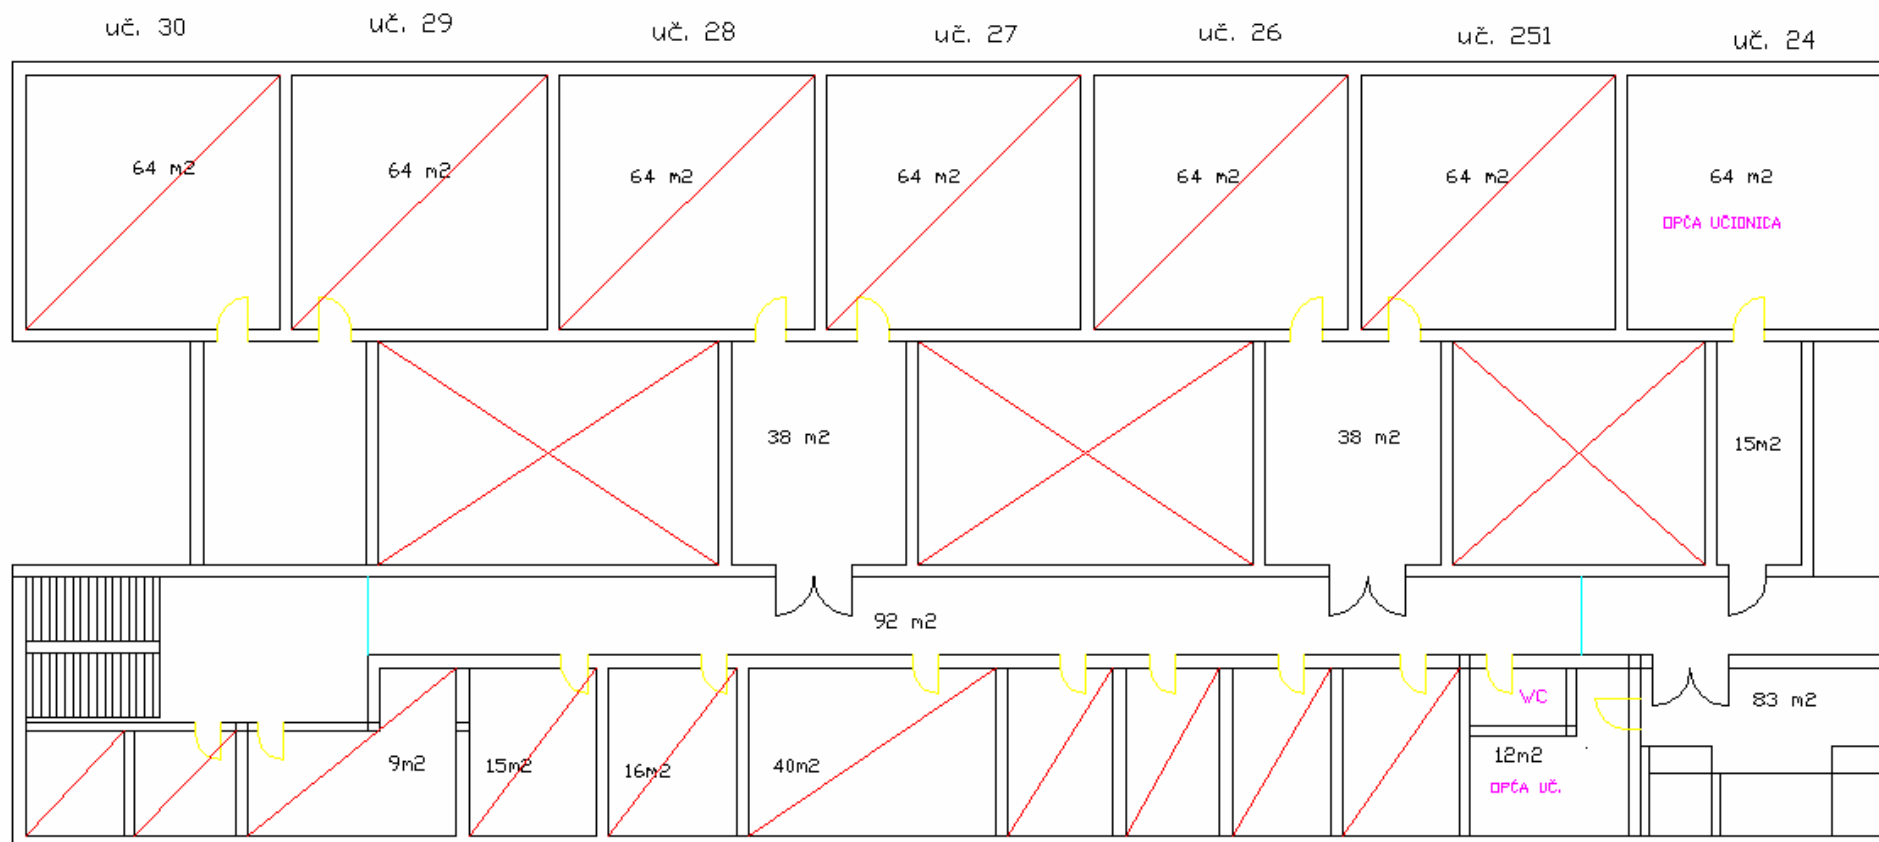 uč. 30
uč. 29
uč. 28
uč. 27
uč. 26
uč. 251
uč. 24
64 m2
64 m2
64 m2
64 m2
64 m2
64 m2
64 m2
OPĆA UČIONICA
38 m2
38 m2
15m2
92 m2
WC
83 m2
9m2
15m2
16m2
40m2
12m2
OPĆA UČ.